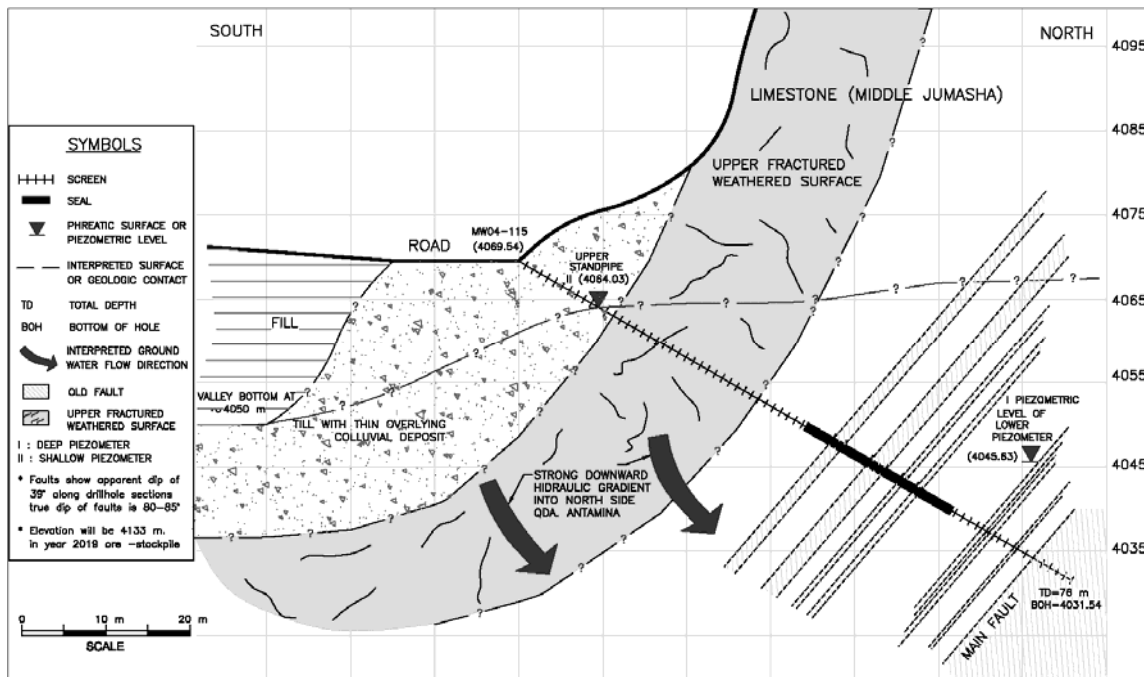 SOUTH
NORTH
4095
4085
4075
4065
4055
4045
4035
LIMESTONE (MIDDLE JUMASHA)
UPPER FRACTURED
WEATHERED SURFACE
MW04-115
(4069.54)
ROAD
UPPER
STANDPIPE
II (4064.03)
FILL
VALLEY BOTTOM AT
4050 m
TILL WITH THIN OVERLYING
COLLUVIAL DEPOSIT
STRONG DOWNWARD
HIDRAULIC GRADIENT
INTO NORTH SIDE
QDA. ANTAMINA
I PIEZOMETRIC
LEVEL OF
LOWER
PIEZOMETER
(4045.63)
MAIN FAULT
TD=76 m
BOH=4031.54
SYMBOLS
SCREEN
SEAL
PHREATIC SURFACE OR
PIEZOMETRIC LEVEL
INTERPRETED SURFACE
OR GEOLOGIC CONTACT
TD TOTAL DEPTH
BOH BOTTOM OF HOLE
INTERPRETED GROUND
WATER FLOW DIRECTION
OLD FAULT
UPPER FRACTURED
WEATHERED SURFACE
I : DEEP PIEZOMETER
II : SHALLOW PIEZOMETER
* Faults show apparent dip of
39° along drillhole sections
true dip of faults is 80-85°
* Elevation will be 4133 m.
in year 2019 ore -stockpile
0 10 m 20 m
SCALE